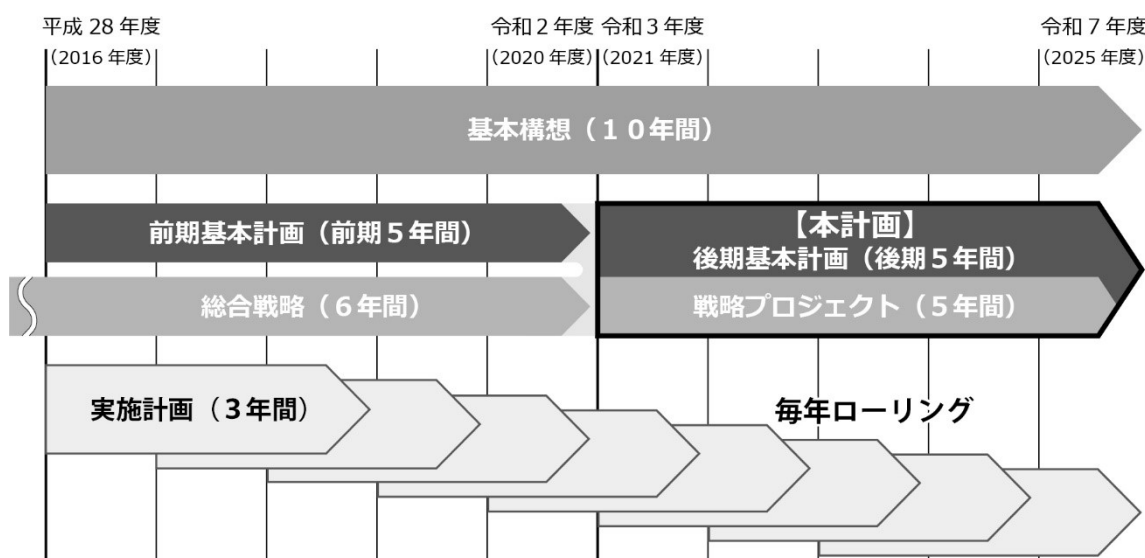 平成 28 年度
（2016 年度）
令和２年度
（2020 年度）
令和３年度
（2021 年度）
令和７年度
（2025 年度）
基本構想（１０年間）
前期基本計画（前期５年間）
【本計画】
後期基本計画（後期５年間）
総合戦略（６年間）
戦略プロジェクト（５年間）
実施計画（３年間）
毎年ローリング